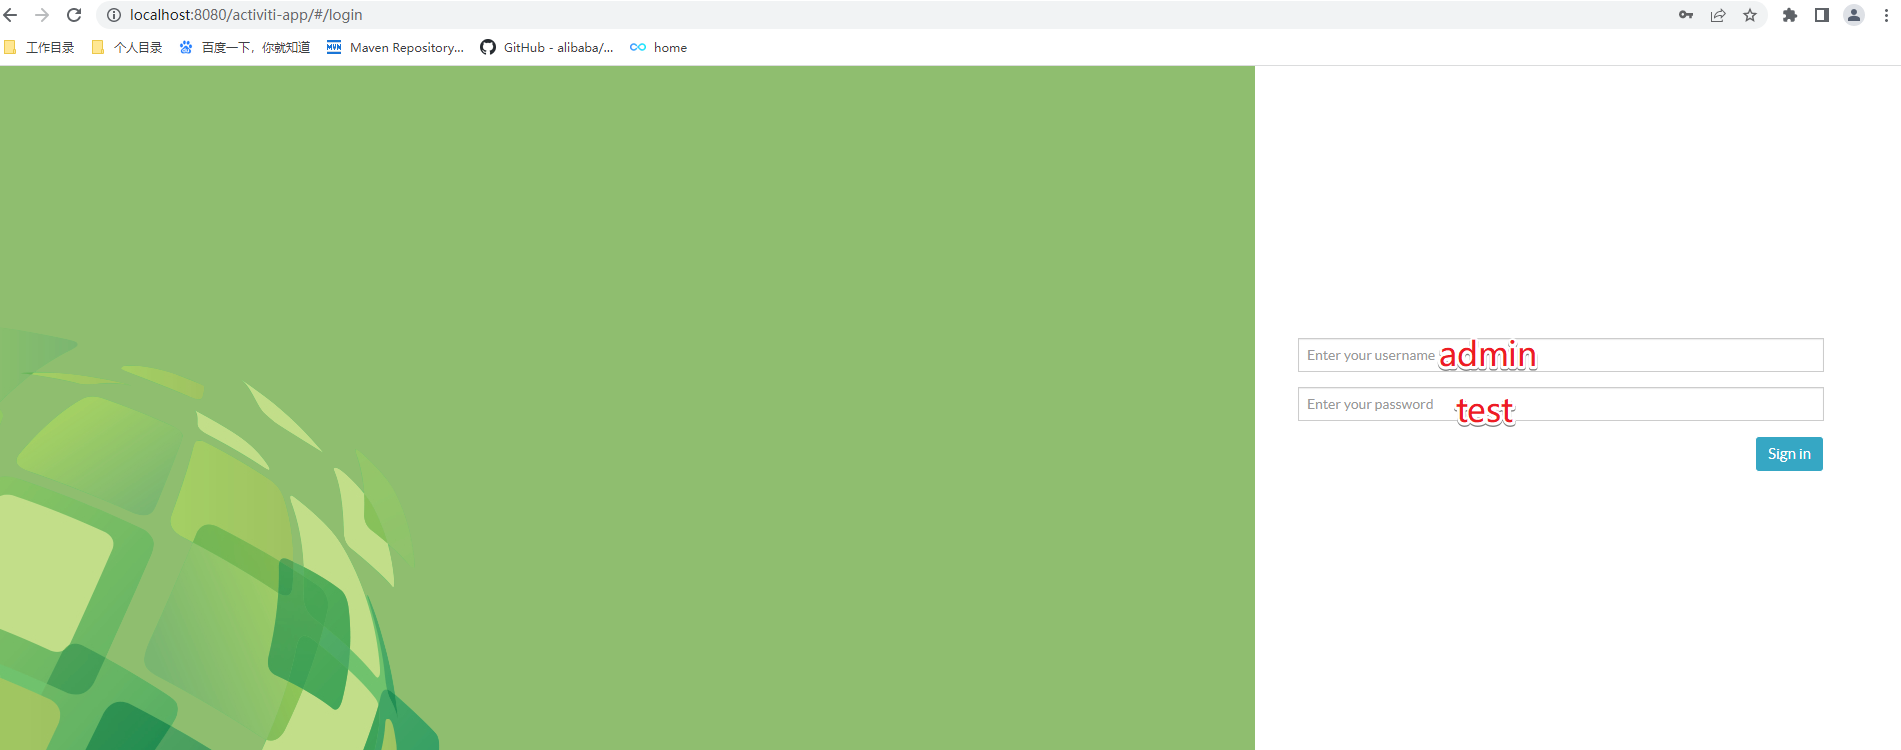 localhost:8080/activiti-app/#/login
工作目录 个人目录 百度一下，你就知道 MVN Maven Repository... GitHub - alibaba/... home
Enter your username admin
Enter your password test
Sign in